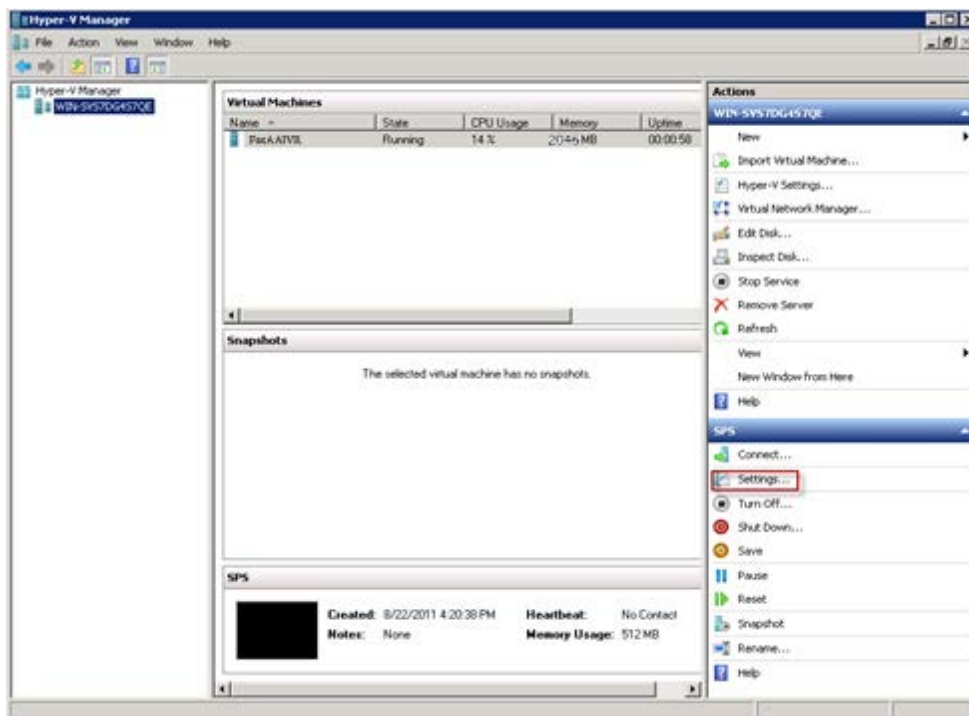 Hyper-V Manager
File Action View Window Help
Hyper-V Manager
WIN-SVS7DG4S7QE
Virtual Machines
Name State CPU Usage Memory Uptime
Running 14 % 2046 MB 00:00:58
Snapshots
The selected virtual machine has no snapshots.
SPS
Created: 8/22/2011 4:20:38 PM Heartbeat: No Contact
Notes: None Memory Usage: 512 MB
Actions
WIN-SVS7DG4S7QE
New
Import Virtual Machine...
Hyper-V Settings...
Virtual Network Manager...
Edit Disk...
Inspect Disk...
Stop Service
Remove Server
Refresh
View
New Window from Here
Help
SPS
Connect...
Settings...
Turn Off...
Shut Down...
Save
Pause
Reset
Snapshot
Rename...
Help